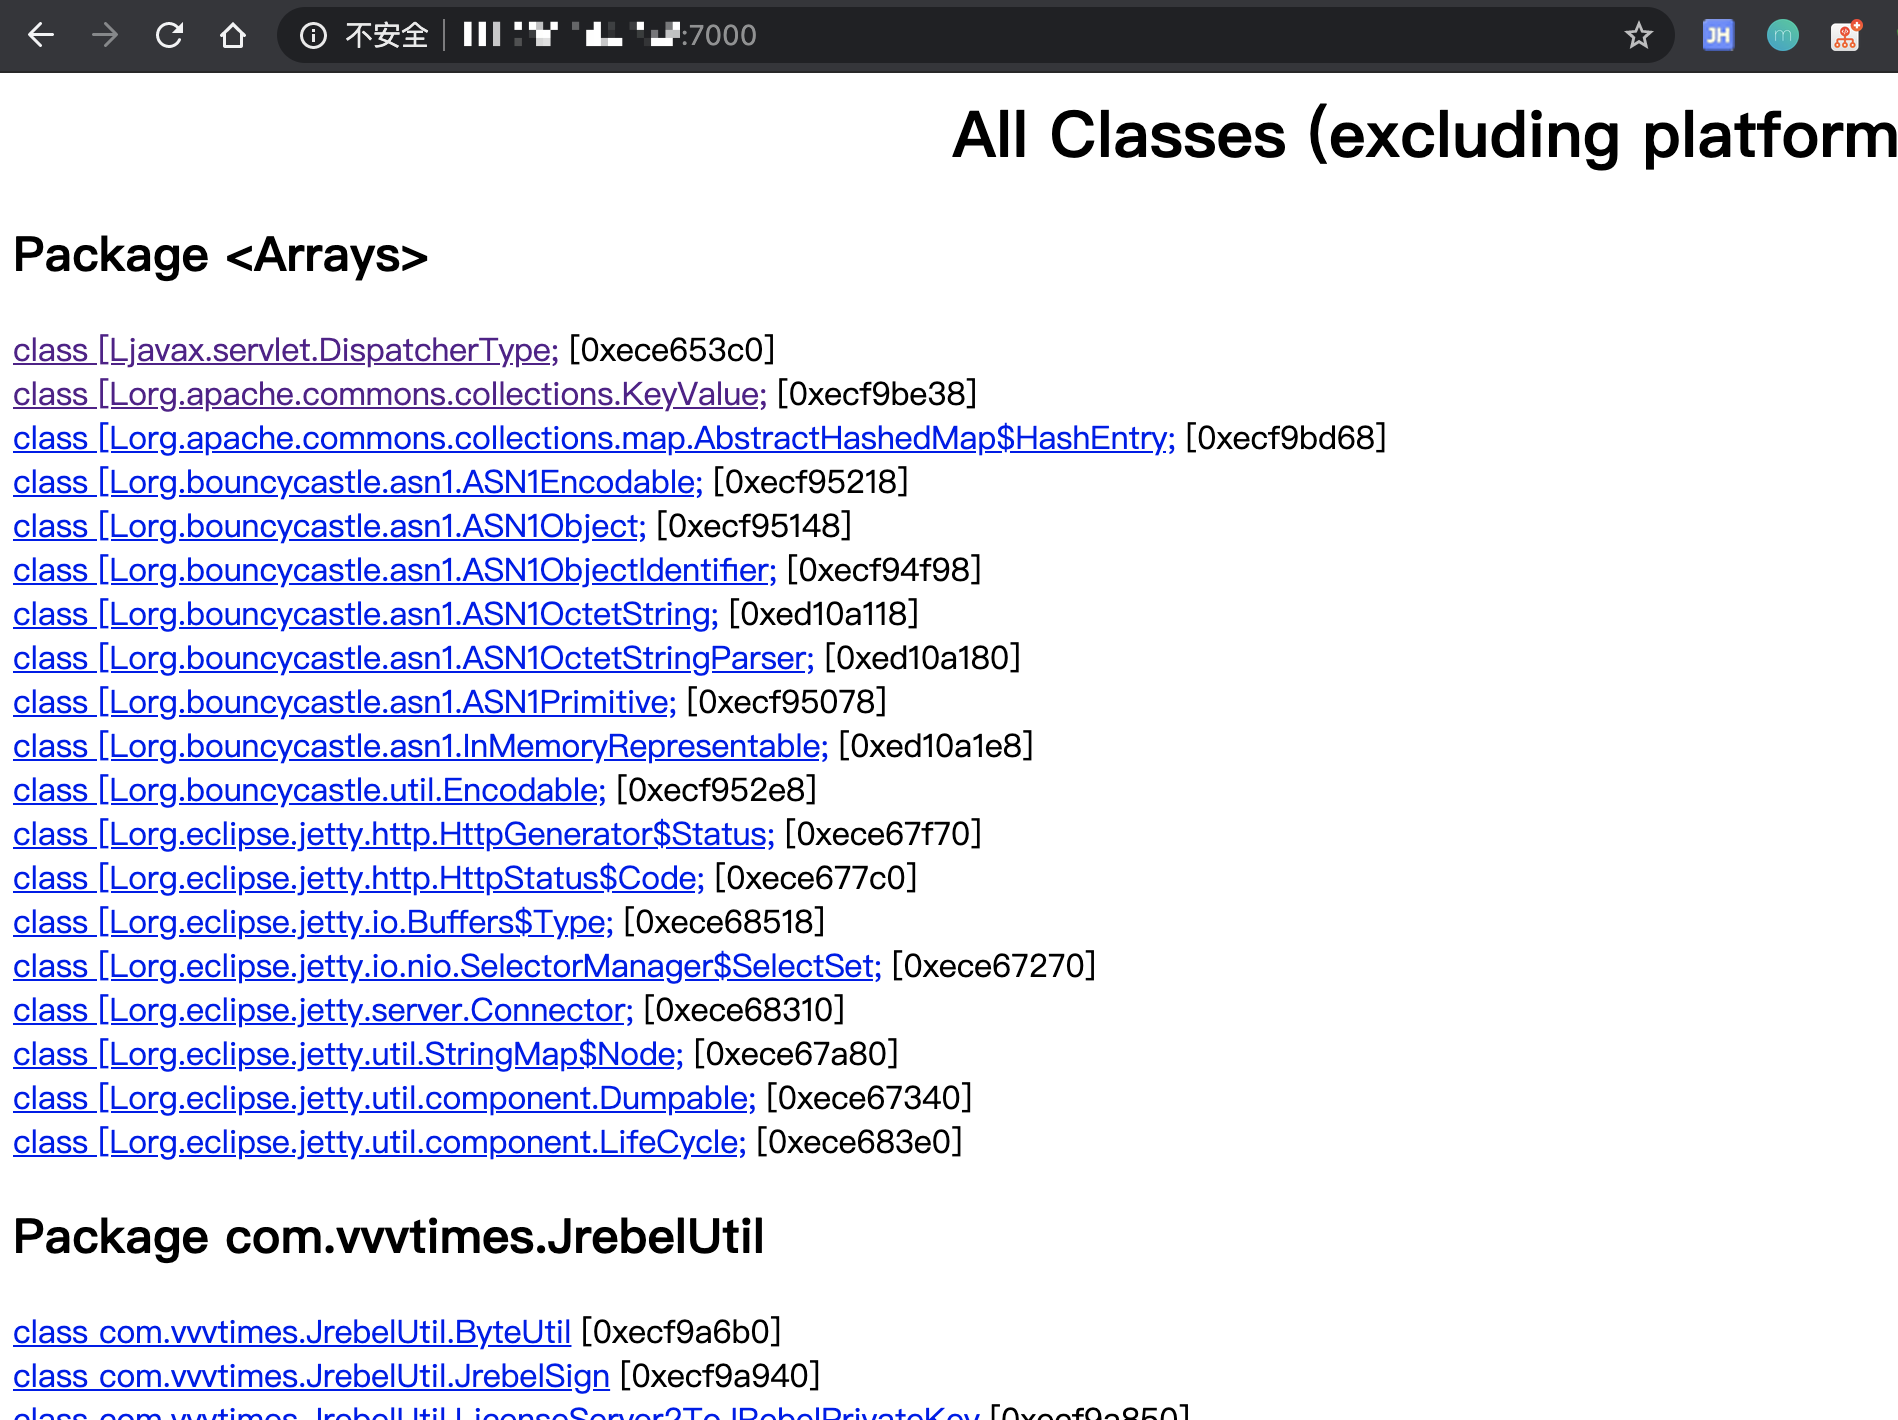 不安全
:7000
JH
m
All Classes (excluding platform
Package <Arrays>
class [Ljavax.servlet.DispatcherType; [0xece653c0]
class [Lorg.apache.commons.collections.KeyValue; [0xecf9be38]
class [Lorg.apache.commons.collections.map.AbstractHashedMap$HashEntry; [0xecf9bd68]
class [Lorg.bouncycastle.asn1.ASN1Encodable; [0xecf95218]
class [Lorg.bouncycastle.asn1.ASN1Object; [0xecf95148]
class [Lorg.bouncycastle.asn1.ASN1ObjectIdentifier; [0xecf94f98]
class [Lorg.bouncycastle.asn1.ASN1OctetString; [0xed10a118]
class [Lorg.bouncycastle.asn1.ASN1OctetStringParser; [0xed10a180]
class [Lorg.bouncycastle.asn1.ASN1Primitive; [0xecf95078]
class [Lorg.bouncycastle.asn1.InMemoryRepresentable; [0xed10a1e8]
class [Lorg.bouncycastle.util.Encodable; [0xecf952e8]
class [Lorg.eclipse.jetty.http.HttpGenerator$Status; [0xece67f70]
class [Lorg.eclipse.jetty.http.HttpStatus$Code; [0xece677c0]
class [Lorg.eclipse.jetty.io.Buffers$Type; [0xece68518]
class [Lorg.eclipse.jetty.io.nio.SelectorManager$SelectSet; [0xece67270]
class [Lorg.eclipse.jetty.server.Connector; [0xece68310]
class [Lorg.eclipse.jetty.util.StringMap$Node; [0xece67a80]
class [Lorg.eclipse.jetty.util.component.Dumpable; [0xece67340]
class [Lorg.eclipse.jetty.util.component.LifeCycle; [0xece683e0]
Package com.vvvtimes.JrebelUtil
class com.vvvtimes.JrebelUtil.ByteUtil [0xecf9a6b0]
class com.vvvtimes.JrebelUtil.JrebelSign [0xecf9a940]
class com.vvvtimes.JrebelUtil.LicenseServer2ToJRebelPrivateKey [0xecf9a850]